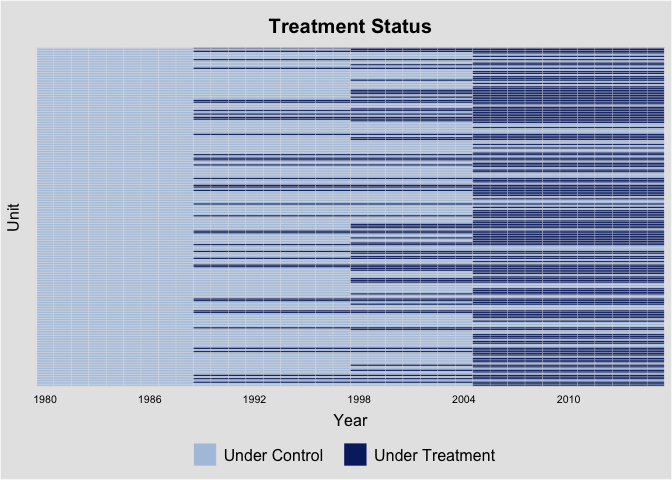 Treatment Status
Unit
1980 1986 1992 1998 2004 2010
Year
Under Control Under Treatment